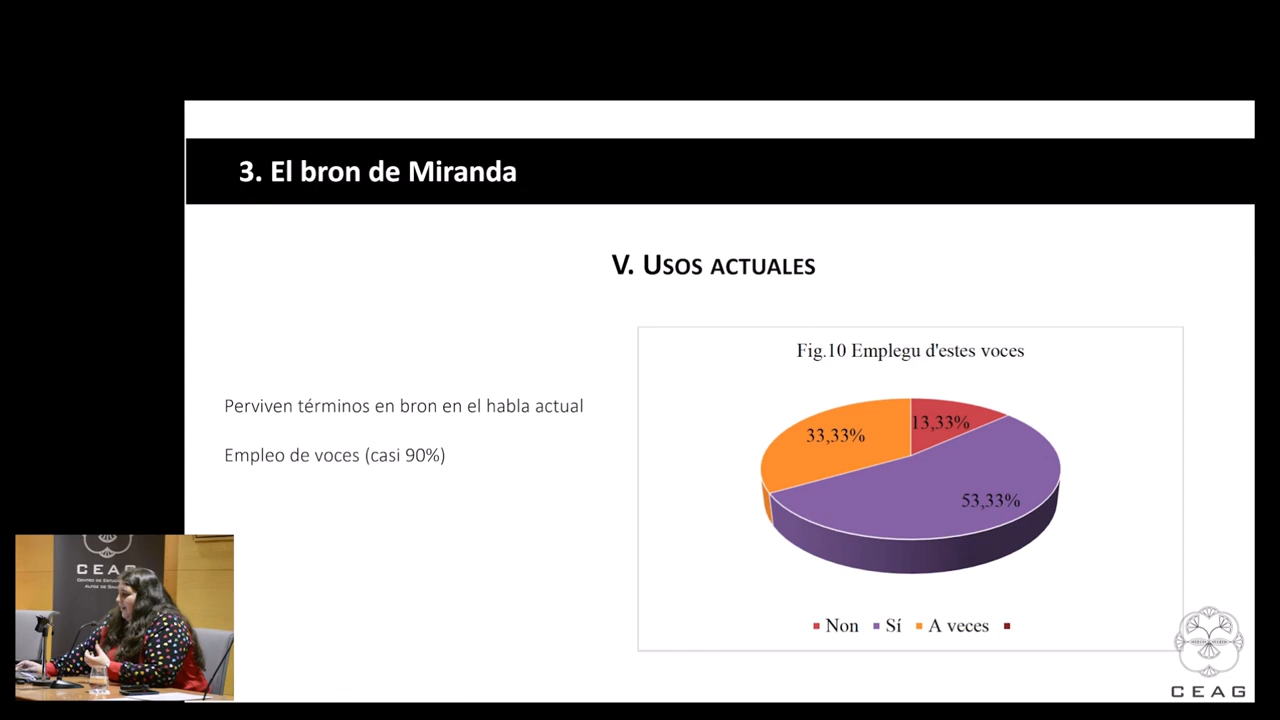 3. El bron de Miranda
V. Usos actuales
Perviven términos en bron en el habla actual
Empleo de voces (casi 90%)
Fig.10 Emplegu d'estes voces
33,33%
13,33%
53,33%
Non Sí A veces
CEAG
CEAG